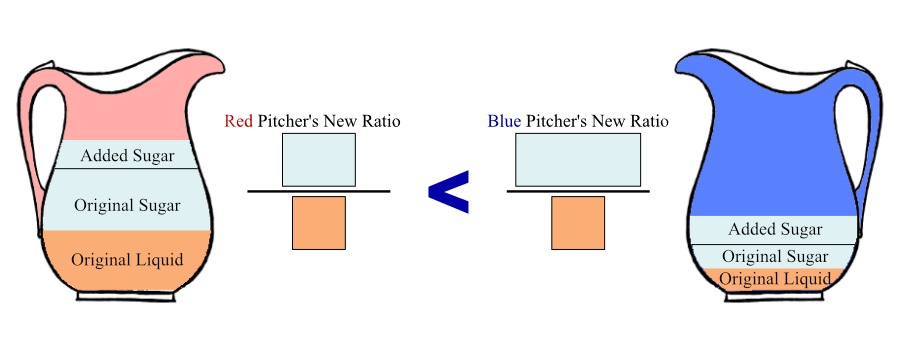 Red Pitcher's New Ratio
Blue Pitcher's New Ratio
Added Sugar
Original Sugar
Original Liquid
<
Added Sugar
Original Sugar
Original Liquid